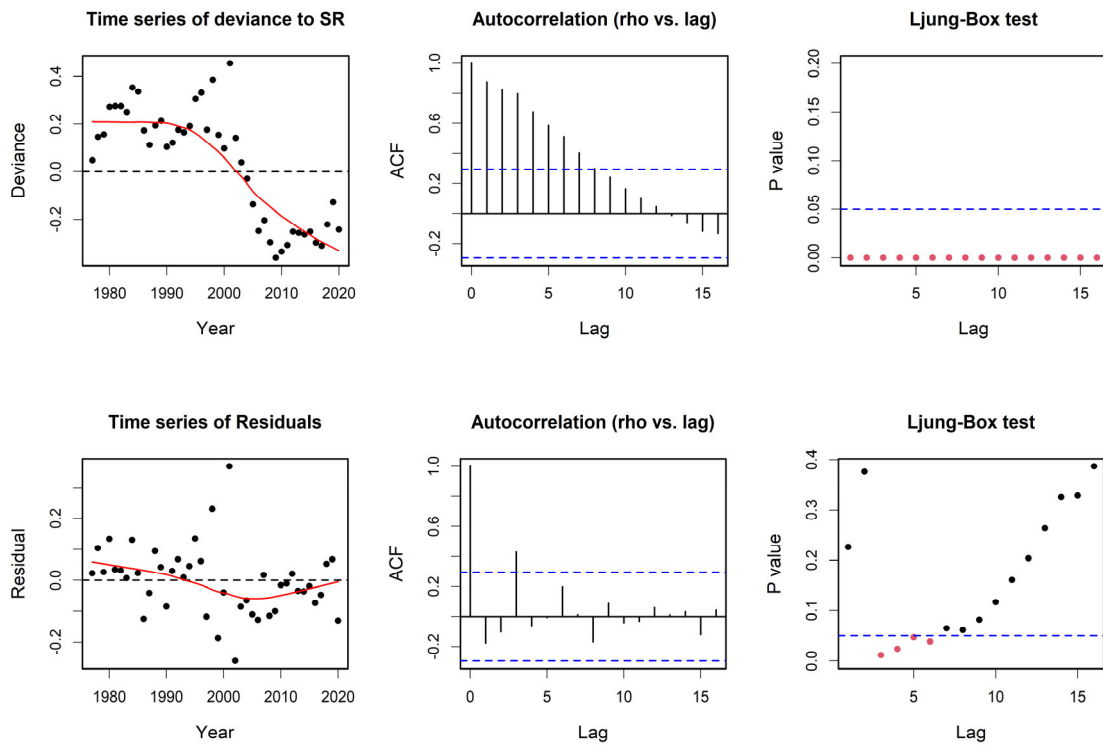 Time series of deviance to SR
Deviance
0.4
0.2
0.0
-0.2
1980 1990 2000 2010 2020
Year
Autocorrelation (rho vs. lag)
ACF
1.0
0.6
0.2
-0.2
0 5 10 15
Lag
Ljung-Box test
P value
0.20
0.15
0.10
0.05
0.00
5 10 15
Lag
Time series of Residuals
Residual
0.2
0.0
-0.2
1980 1990 2000 2010 2020
Year
Autocorrelation (rho vs. lag)
ACF
1.0
0.6
0.2
-0.2
0 5 10 15
Lag
Ljung-Box test
P value
0.4
0.3
0.2
0.1
0.0
5 10 15
Lag